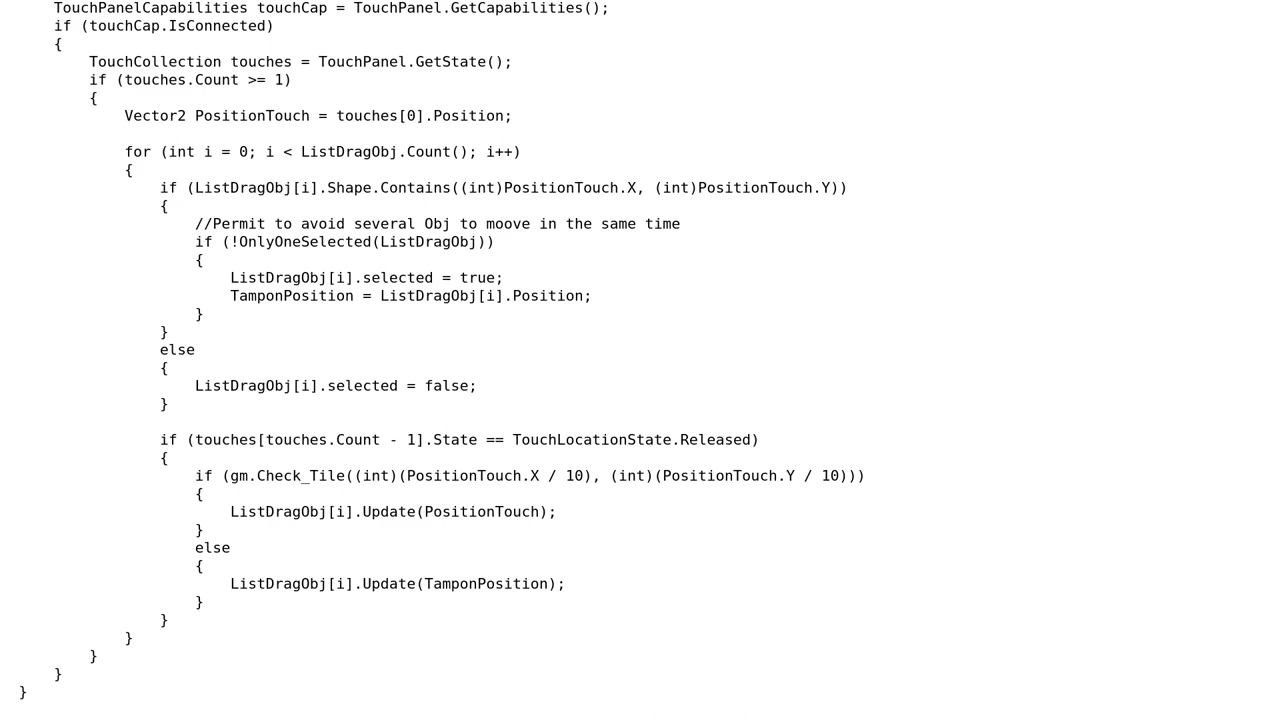 TouchPanelCapabilities touchCap = TouchPanel.GetCapabilities();
if (touchCap.IsConnected)
{
TouchCollection touches = TouchPanel.GetState();
if (touches.Count >= 1)
{
Vector2 PositionTouch = touches[0].Position;
for (int i = 0; i < ListDragObj.Count(); i++)
{
if (ListDragObj[i].Shape.Contains((int)PositionTouch.X, (int)PositionTouch.Y))
{
//Permit to avoid several Obj to moove in the same time
if (!OnlyOneSelected(ListDragObj))
{
ListDragObj[i].selected = true;
TamponPosition = ListDragObj[i].Position;
}
}
else
{
ListDragObj[i].selected = false;
}
if (touches[touches.Count - 1].State == TouchLocationState.Released)
{
if (gm.Check_Tile((int)(PositionTouch.X / 10), (int)(PositionTouch.Y / 10)))
{
ListDragObj[i].Update(PositionTouch);
}
else
{
ListDragObj[i].Update(TamponPosition);
}
}
}
}
}
}